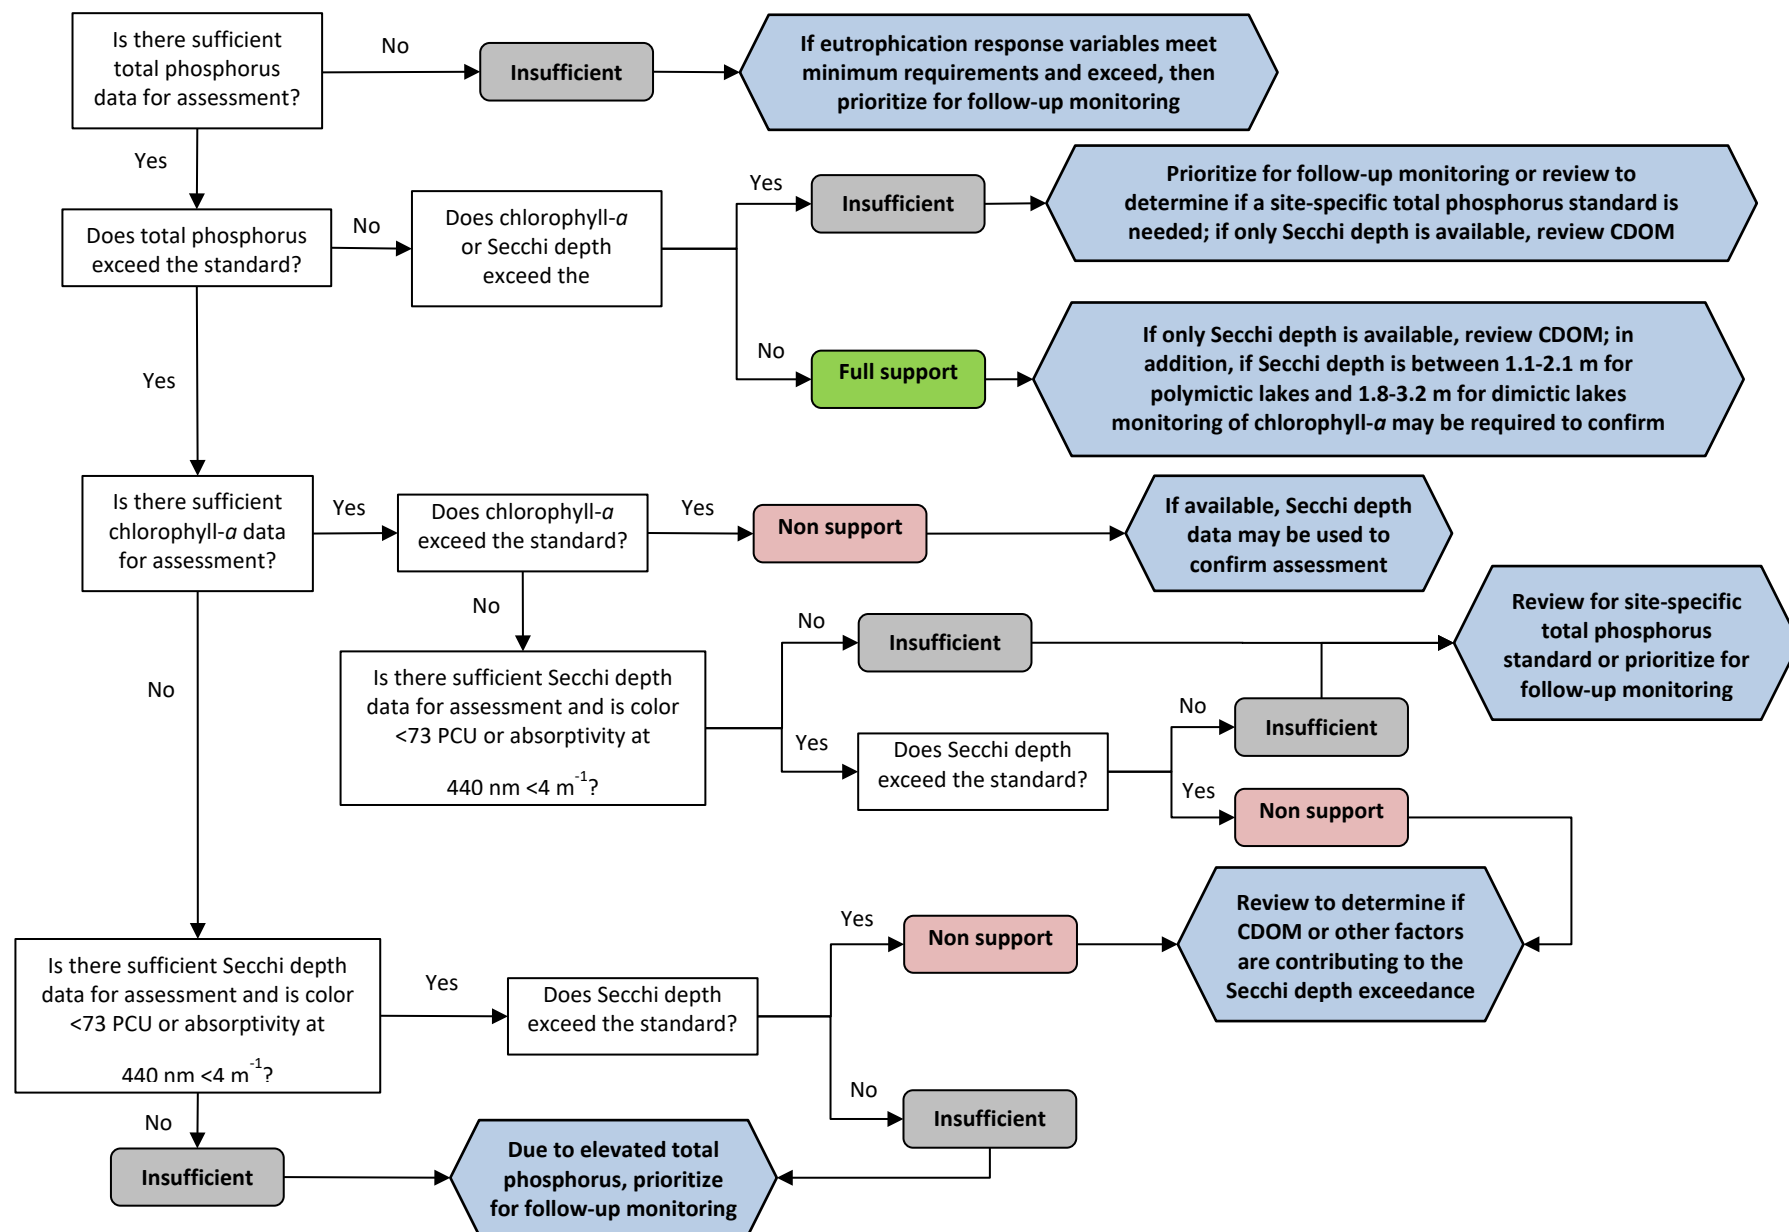 Is there sufficient
total phosphorus
data for assessment?
No
Insufficient
If eutrophication response variables meet
minimum requirements and exceed, then
prioritize for follow-up monitoring
Yes
Does total phosphorus
exceed the standard?
No
Does chlorophyll-a
or Secchi depth
exceed the
Yes
Insufficient
Prioritize for follow-up monitoring or review to
determine if a site-specific total phosphorus standard is
needed; if only Secchi depth is available, review CDOM
No
Full support
If only Secchi depth is available, review CDOM; in
addition, if Secchi depth is between 1.1-2.1 m for
polymictic lakes and 1.8-3.2 m for dimictic lakes
monitoring of chlorophyll-a may be required to confirm
Yes
Is there sufficient
chlorophyll-a data
for assessment?
Yes
Does chlorophyll-a
exceed the standard?
Yes
Non support
If available, Secchi depth
data may be used to
confirm assessment
No
Is there sufficient Secchi depth
data for assessment and is color
<73 PCU or absorptivity at
440 nm <4 m⁻¹?
No
Insufficient
Review for site-specific
total phosphorus
standard or prioritize for
follow-up monitoring
Yes
Does Secchi depth
exceed the standard?
No
Insufficient
Yes
Non support
No
Is there sufficient Secchi depth
data for assessment and is color
<73 PCU or absorptivity at
440 nm <4 m⁻¹?
Yes
Does Secchi depth
exceed the standard?
Yes
Non support
Review to determine if
CDOM or other factors
are contributing to the
Secchi depth exceedance
No
Insufficient
No
Insufficient
Due to elevated total
phosphorus, prioritize
for follow-up monitoring